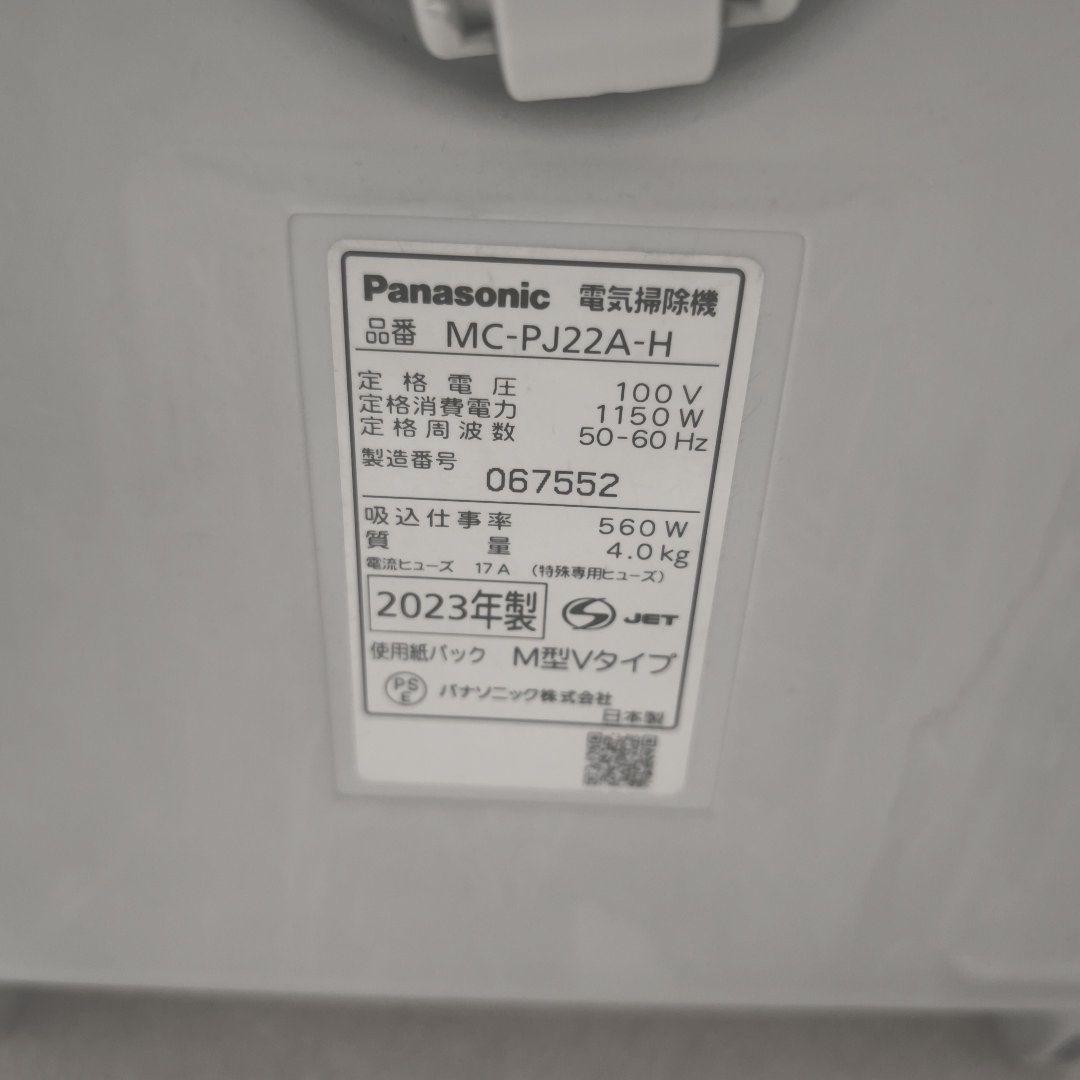 Panasonic 電気掃除機
品番 MC-PJ22A-H
定格電圧 100V
定格消費電力 1150W
定格周波数 50-60Hz
製造番号 067552
吸込仕事率 560W
質量 4.0kg
電流ヒューズ 17A (特殊専用ヒューズ)
2023年製 S JET
使用紙パック M型Vタイプ
PSE パナソニック株式会社
日本製